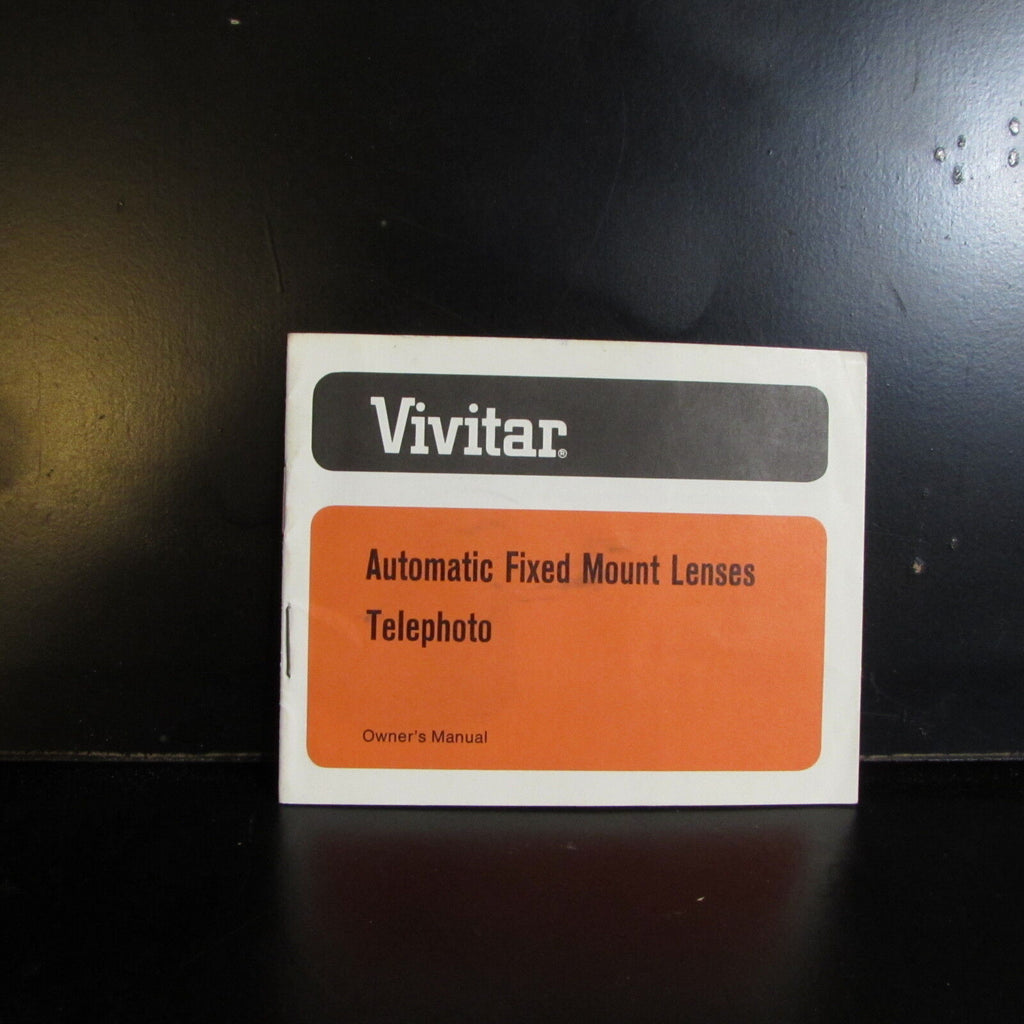 Vivitar®
Automatic Fixed Mount Lenses
Telephoto
Owner's Manual